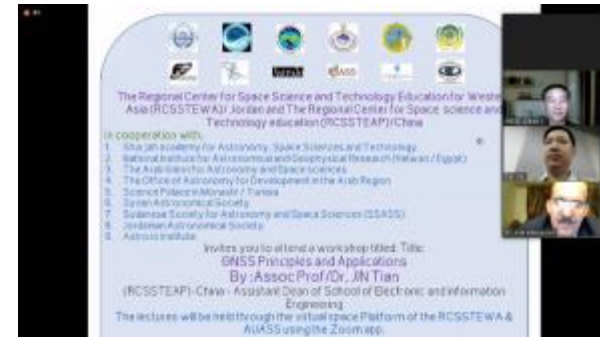 The Regional Center for Space Science and Technology Education for Western
Asia (RCSSTEWA)/ Jordan and The Regional Center for Space science and
Technology education (RCSSTEAP)/China
In cooperation with:
1. Sharjah academy for Astronomy, Space Sciences and Technology
2. National Institute for Astronomical and Geophysical Research (Helwan / Egypt)
3. The Arab Union for Astronomy and Space sciences
4. The Office of Astronomy for Development in the Arab Region
5. Science Palace in Monastir / Tunisia
6. Syrian Astronomical Society
7. Sudanese Society for Astronomy and Space Sciences (SSASS)
8. Jordanian Astronomical Society
9. Institute
Invites you to attend a workshop titled: Title:
GNSS Principles and Applications
By :Assoc Prof/Dr, JIN Tian
(RCSSTEAP)-China - Assistant Dean of School of Electronic and information
Engineering
The lectures will be held through the virtual space Platform of the RCSSTEWA &
AUASS using the Zoom app.